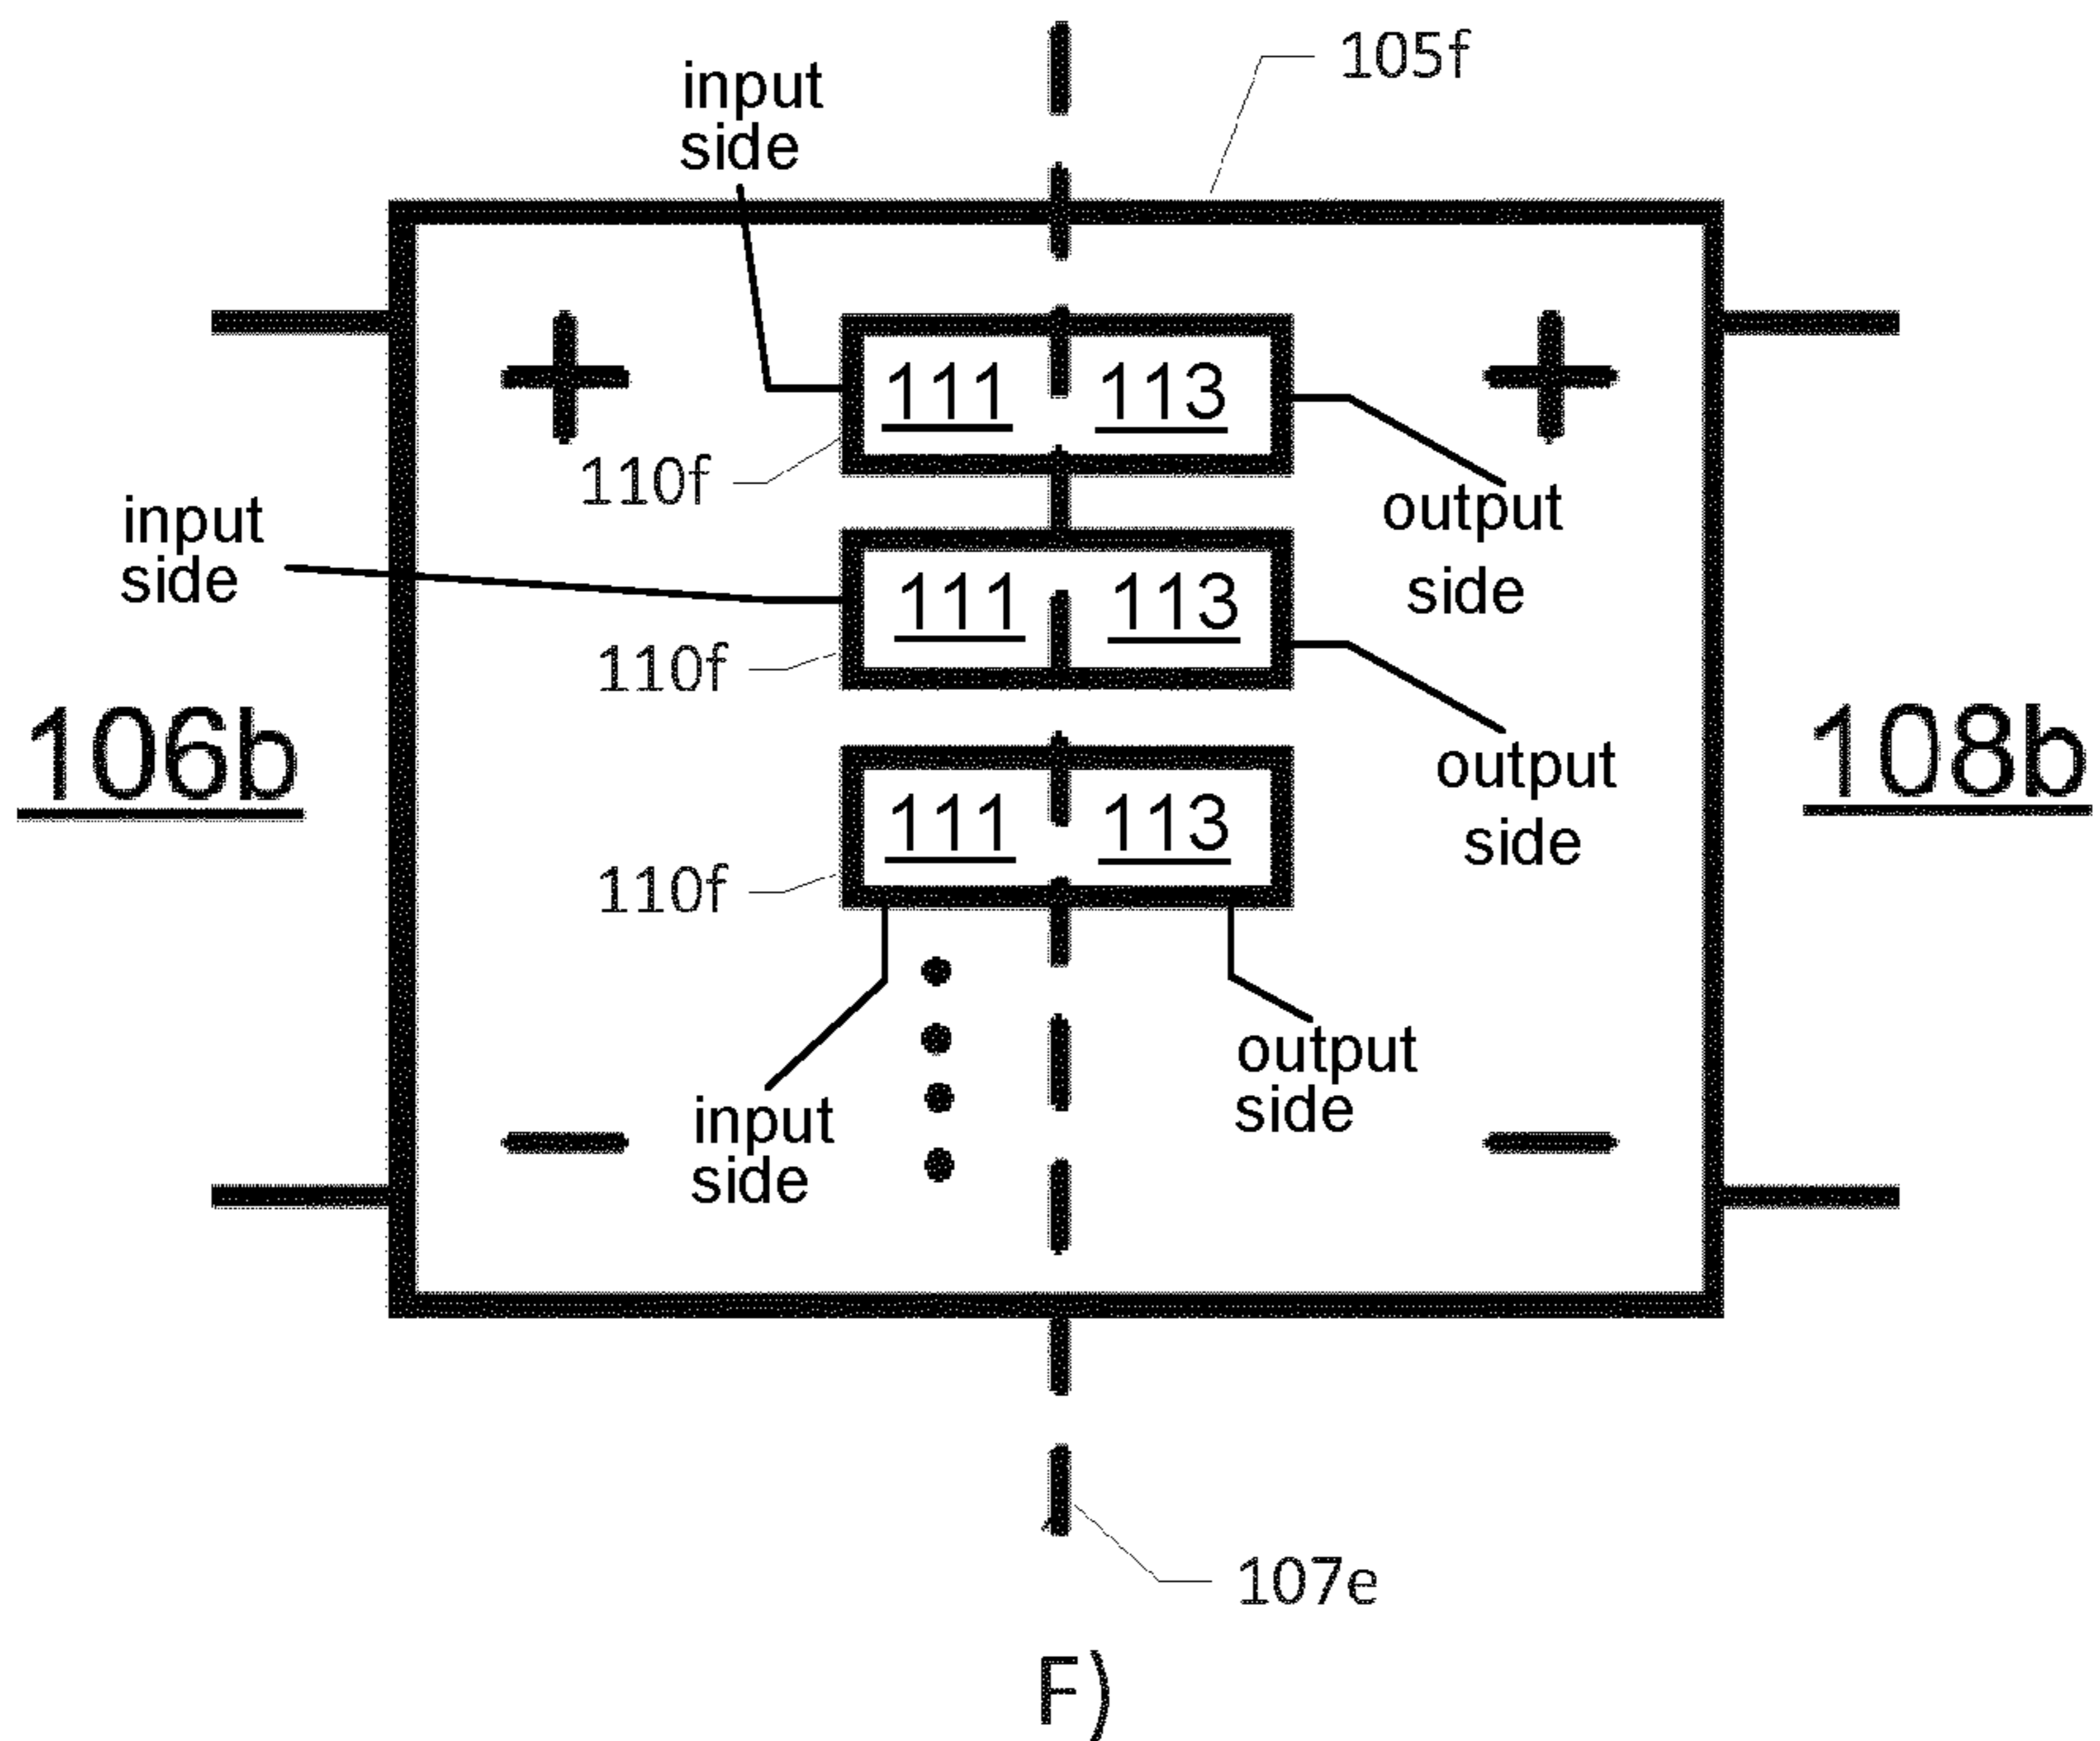 105f
input
side
+
+
111
113
110f
output
side
input
side
111
113
110f
106b
108b
output
side
111
113
110f
output
side
input
side
−
−
107e
F)